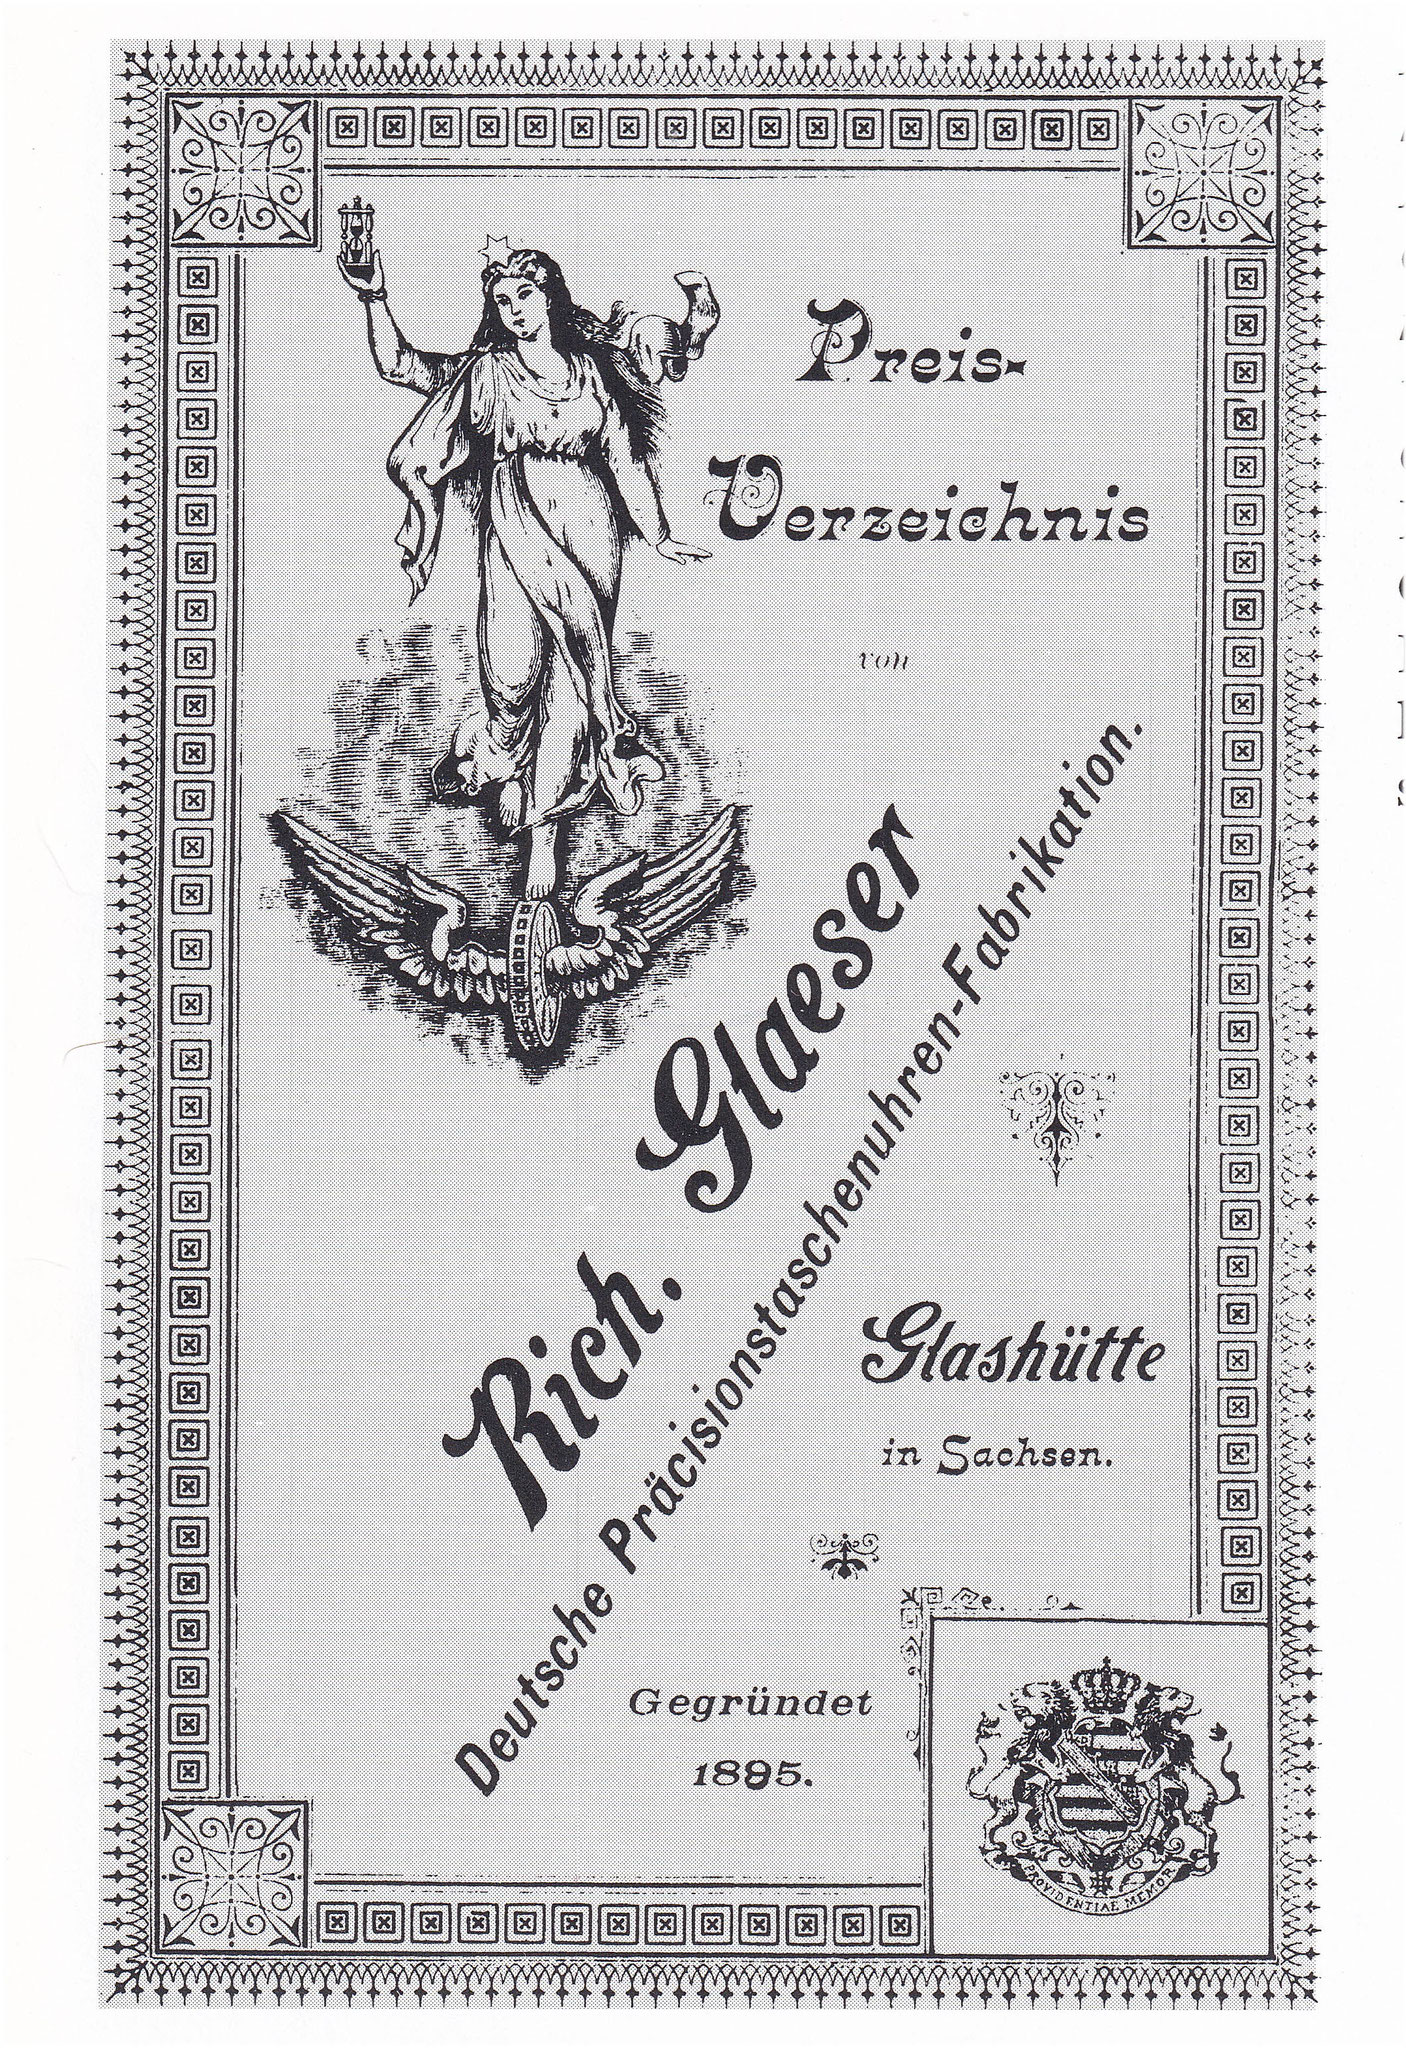 Preis-
Verzeichnis
von
Rich. Glaeser
Deutsche Präcisionstaschenuhren-Fabrikation.
Glashütte
in Sachsen.
Gegründet
1895.
PROVIDENTIAE MEMOR